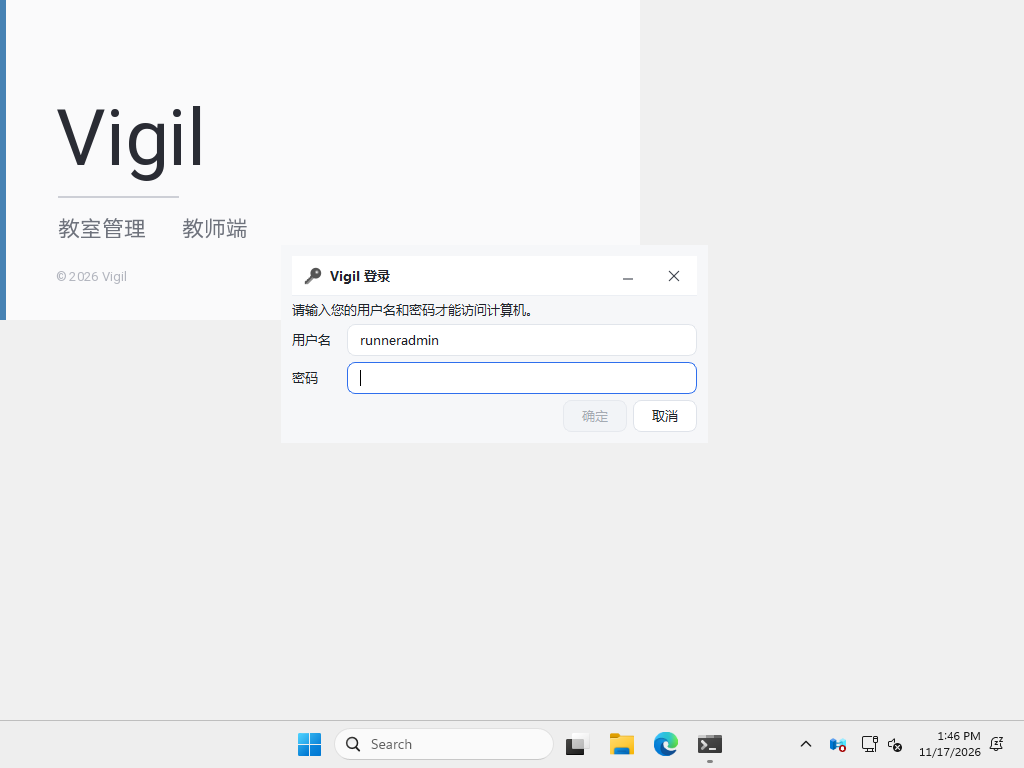 Vigil
教室管理 教师端
© 2026 Vigil
Vigil 登录
请输入您的用户名和密码才能访问计算机。
用户名 runneradmin
密码
确定 取消
Search
1:46 PM
11/17/2026